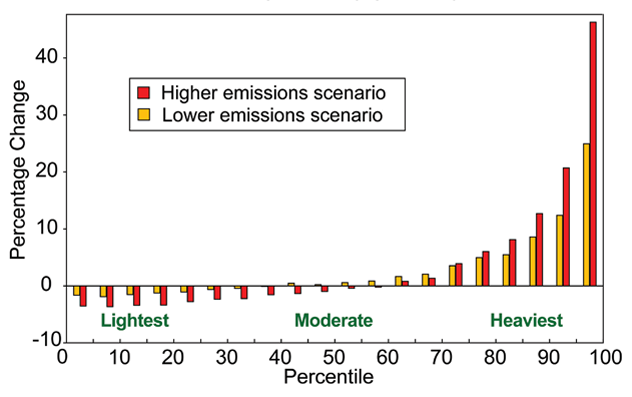 40
30
20
10
0
-10
Percentage Change
Higher emissions scenario
Lower emissions scenario
Lightest
Moderate
Heaviest
0 10 20 30 40 50 60 70 80 90 100
Percentile